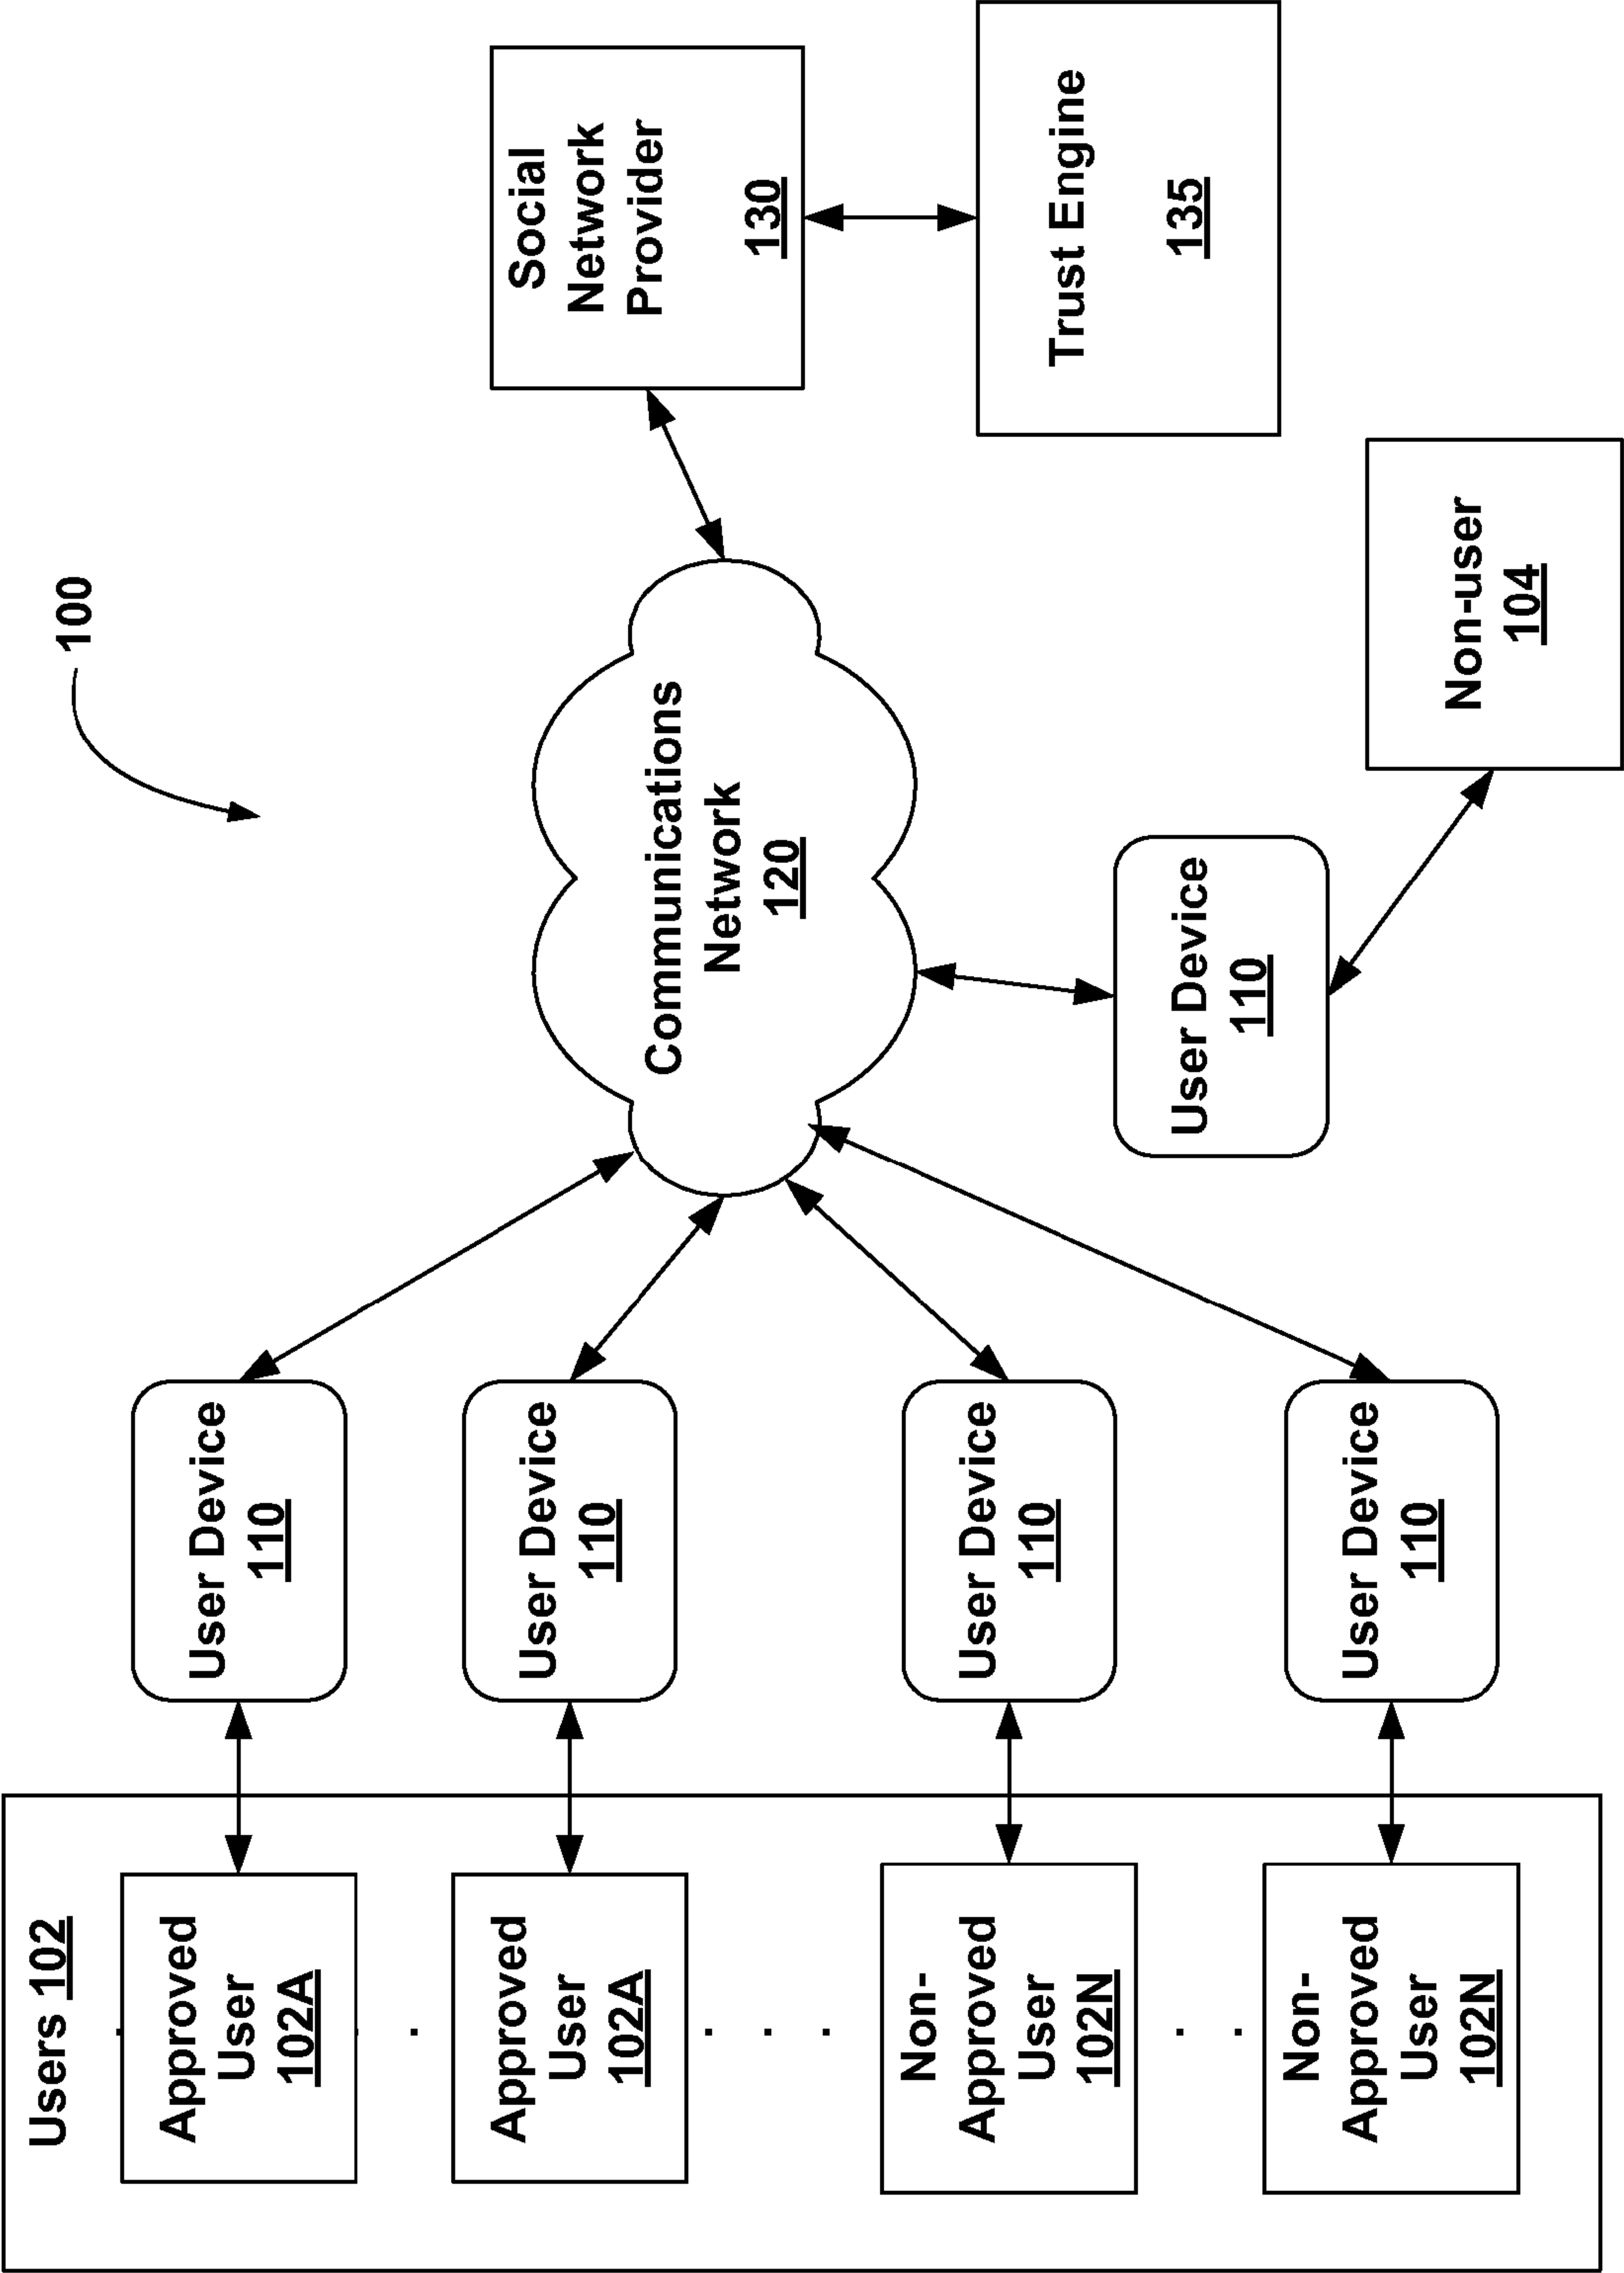 100
Users 102
Approved
User
102A
User Device
110
Approved
User
102A
User Device
110
Non-
Approved
User
102N
User Device
110
Non-
Approved
User
102N
User Device
110
Communications
Network
120
User Device
110
Non-user
104
Social
Network
Provider
130
Trust Engine
135